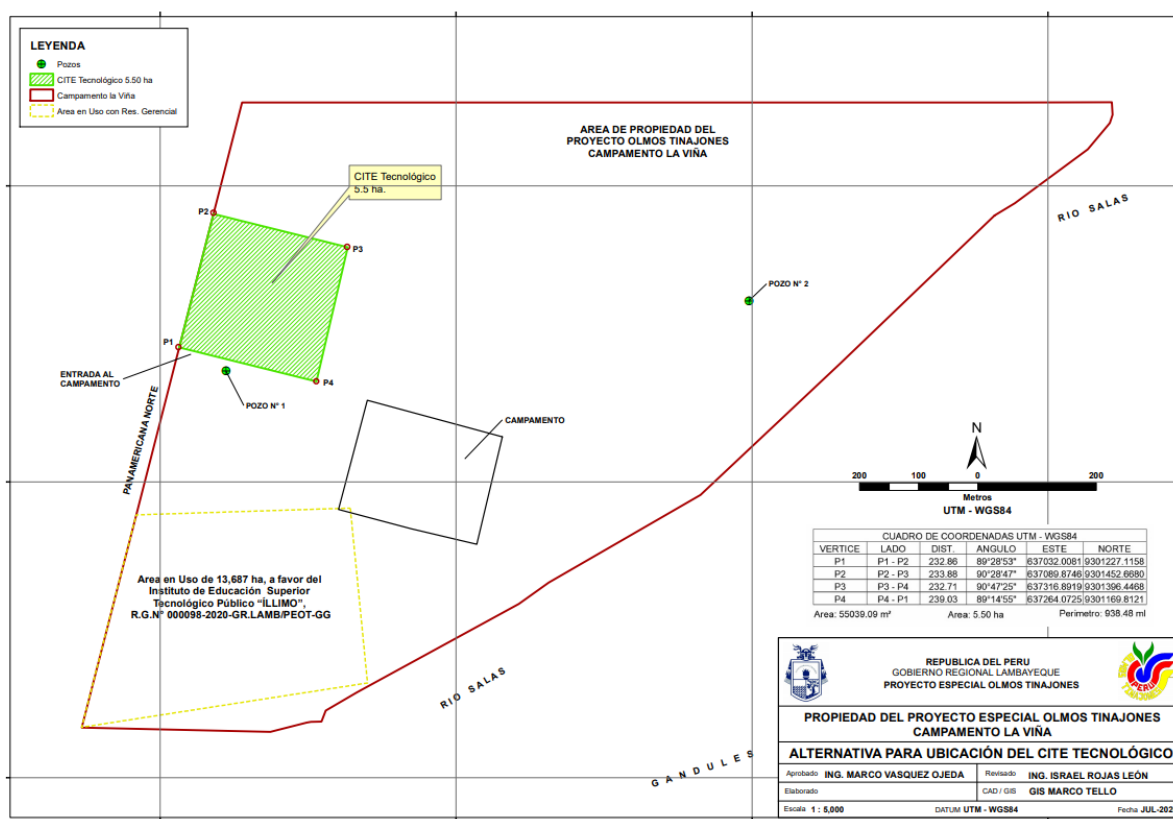 LEYENDA
Pozos
CITE Tecnológico 5.50 ha
Campamento la Viña
Area en Uso con Res. Gerencial
AREA DE PROPIEDAD DEL
PROYECTO OLMOS TINAJONES
CAMPAMENTO LA VIÑA
CITE Tecnológico
5.5 ha.
P2
P3
RIO SALAS
POZO N° 2
P1
ENTRADA AL
CAMPAMENTO
P4
POZO N° 1
PANAMERICANA NORTE
CAMPAMENTO
N
200 100 0 200
Metros
UTM - WGS84
CUADRO DE COORDENADAS UTM - WGS84
VERTICE LADO DIST. ANGULO ESTE NORTE
P1 P1 - P2 232.86 89°28'53" 637032.0081 9301227.1158
P2 P2 - P3 233.88 90°28'47" 637089.8746 9301452.6680
P3 P3 - P4 232.71 90°47'25" 637316.8919 9301396.4468
P4 P4 - P1 239.03 89°14'55" 637264.0725 9301169.8121
Area: 55039.09 m² Area: 5.50 ha Perimetro: 938.48 ml
Area en Uso de 13,687 ha, a favor del
Instituto de Educación Superior
Tecnológico Público "ÍLLIMO",
R.G.N° 000098-2020-GR.LAMB/PEOT-GG
RIO SALAS
GANDULES
REPUBLICA DEL PERU
GOBIERNO REGIONAL LAMBAYEQUE
PROYECTO ESPECIAL OLMOS TINAJONES
PERU
PROPIEDAD DEL PROYECTO ESPECIAL OLMOS TINAJONES
CAMPAMENTO LA VIÑA
ALTERNATIVA PARA UBICACIÓN DEL CITE TECNOLÓGICO
Aprobado ING. MARCO VASQUEZ OJEDA Revisado ING. ISRAEL ROJAS LEÓN
Elaborado CAD / GIS GIS MARCO TELLO
Escala 1 : 5,000 DATUM UTM - WGS84 Fecha JUL-202